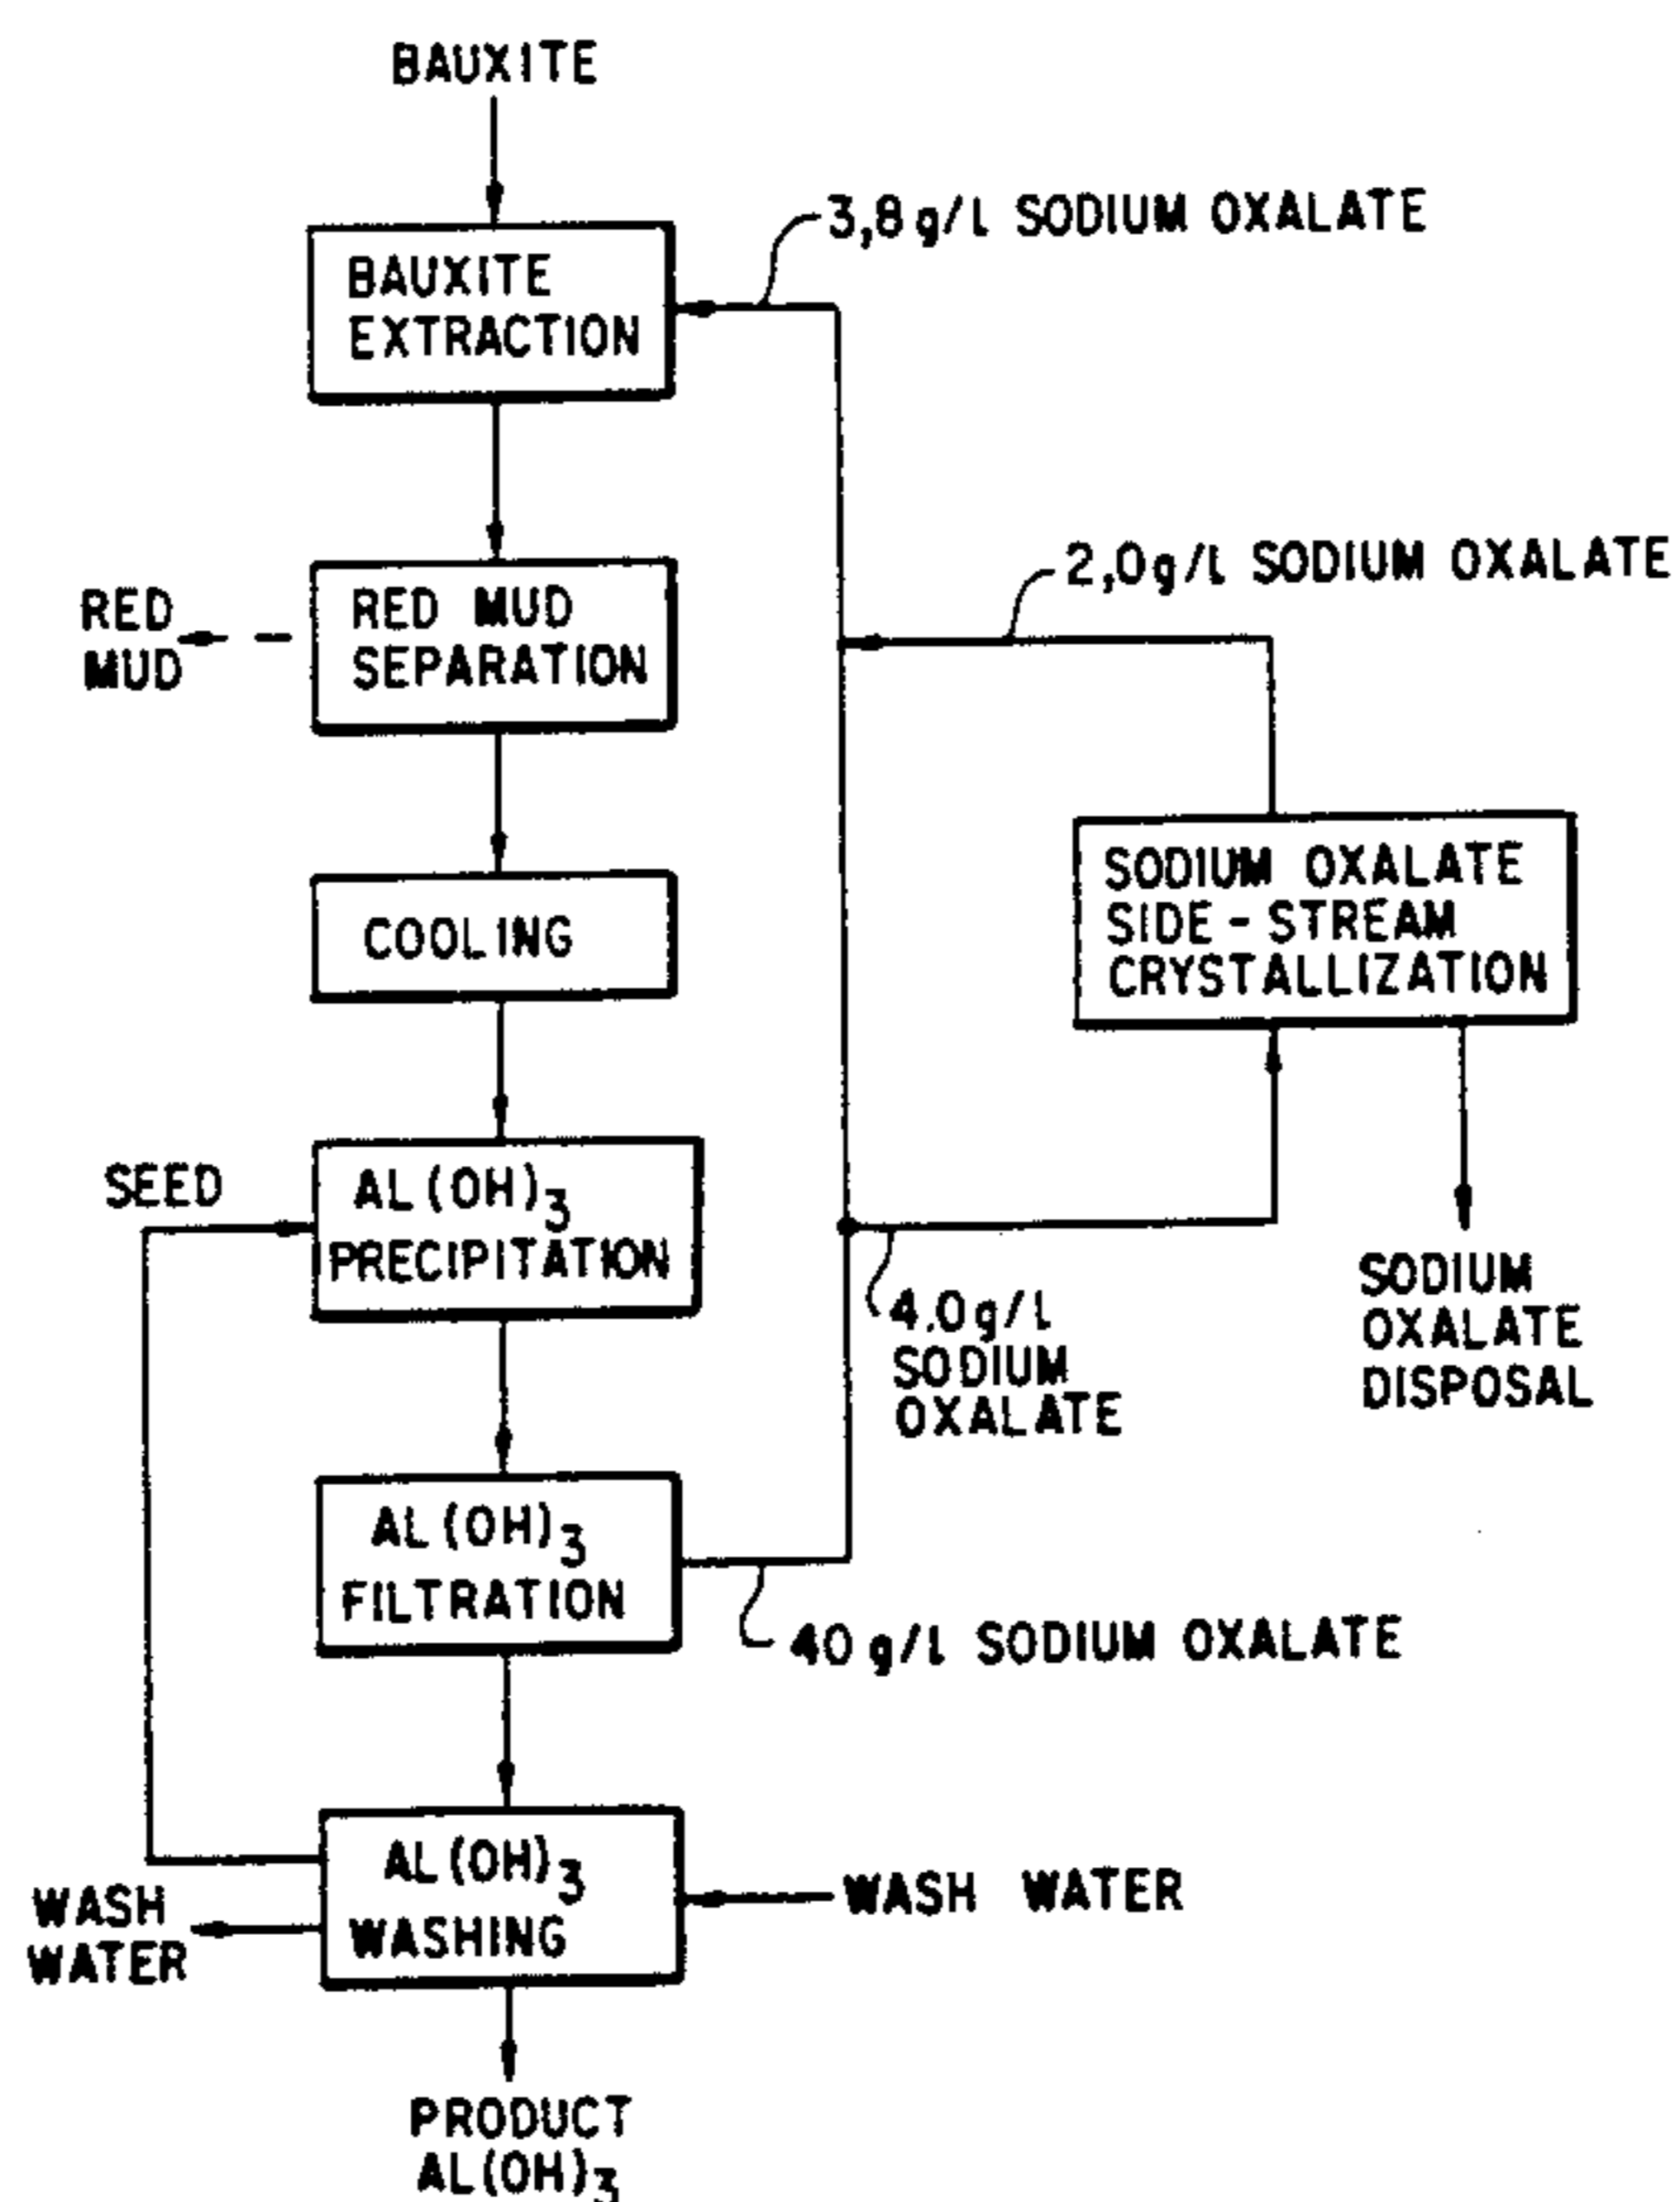 BAUXITE
3,8 g/l SODIUM OXALATE
BAUXITE
EXTRACTION
2,0 g/l SODIUM OXALATE
RED
MUD
RED MUD
SEPARATION
SODIUM OXALATE
SIDE - STREAM
CRYSTALLIZATION
COOLING
SEED
AL(OH)3
PRECIPITATION
4.0 g/l
SODIUM
OXALATE
SODIUM
OXALATE
DISPOSAL
AL(OH)3
FILTRATION
40 g/l SODIUM OXALATE
AL(OH)3
WASHING
WASH WATER
WASH
WATER
PRODUCT
AL(OH)3